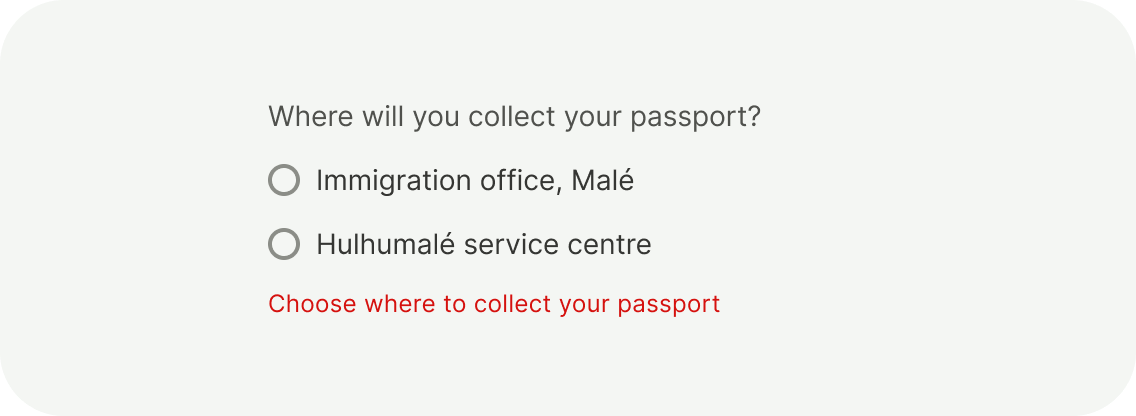 Where will you collect your passport?
Immigration office, Malé
Hulhumalé service centre
Choose where to collect your passport